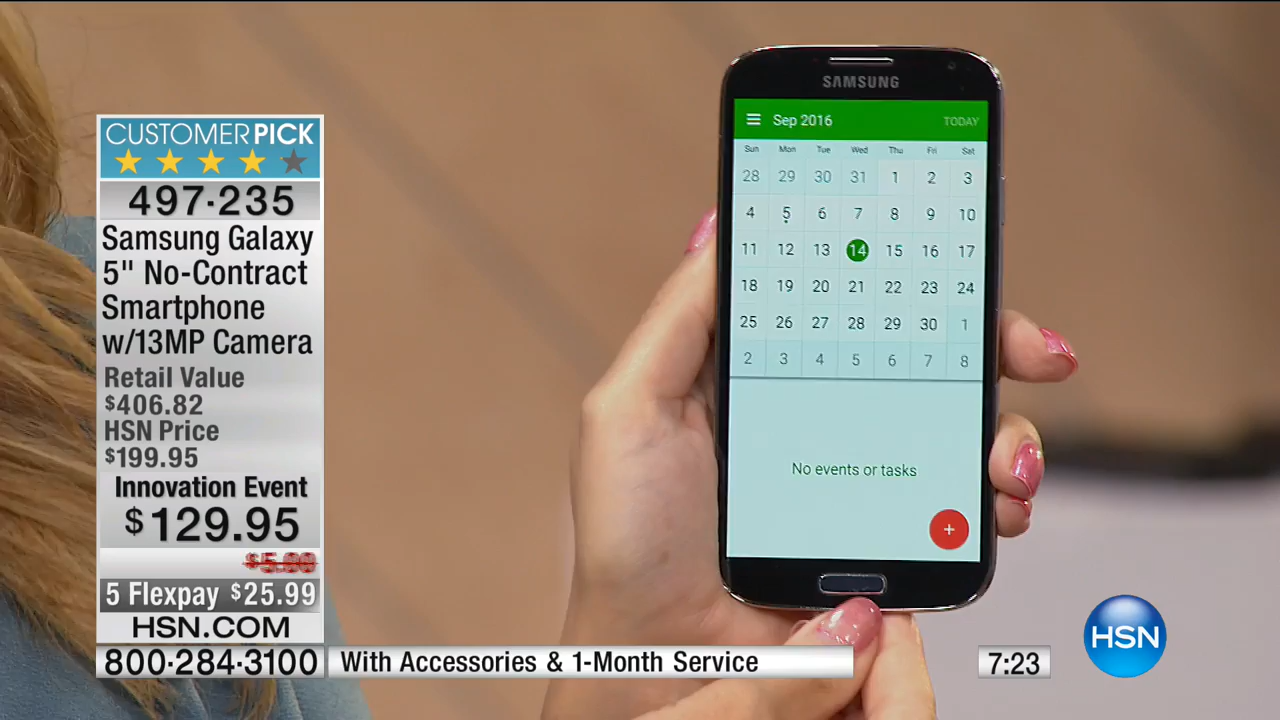 CUSTOMER PICK
497-235
Samsung Galaxy
5" No-Contract
Smartphone
w/13MP Camera
Retail Value
$406.82
HSN Price
$199.95
Innovation Event
$129.95
$5.99
5 Flexpay $25.99
HSN.COM
800-284-3100
With Accessories & 1-Month Service
7:23
HSN
SAMSUNG
Sep 2016 TODAY
Sun Mon Tue Wed Thu Fri Sat
28 29 30 31 1 2 3
4 5 6 7 8 9 10
11 12 13 14 15 16 17
18 19 20 21 22 23 24
25 26 27 28 29 30 1
2 3 4 5 6 7 8
No events or tasks
+